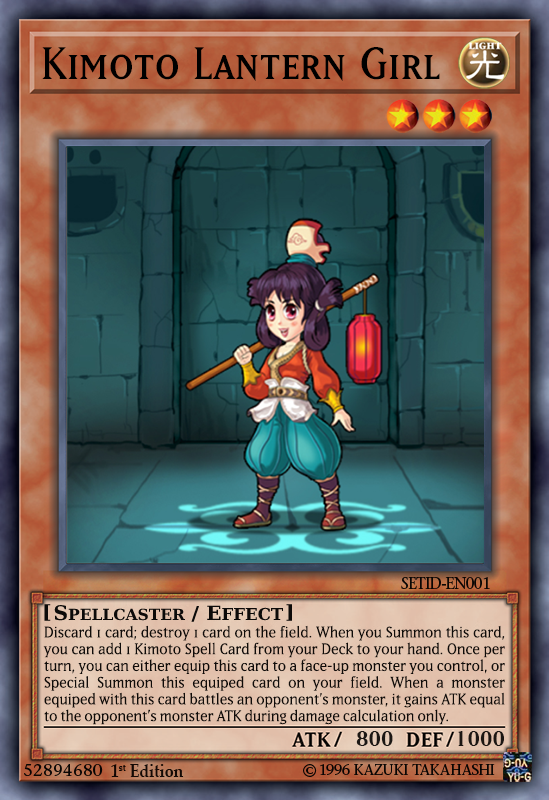 Kimoto Lantern Girl
LIGHT
光
SETID-EN001
[Spellcaster / Effect]
Discard 1 card; destroy 1 card on the field. When you Summon this card,
you can add 1 Kimoto Spell Card from your Deck to your hand. Once per
turn, you can either equip this card to a face-up monster you control, or
Special Summon this equiped card on your field. When a monster
equipped with this card battles an opponent's monster, it gains ATK equal
to the opponent's monster ATK during damage calculation only.
ATK/ 800 DEF/1000
52894680 1st Edition
© 1996 KAZUKI TAKAHASHI